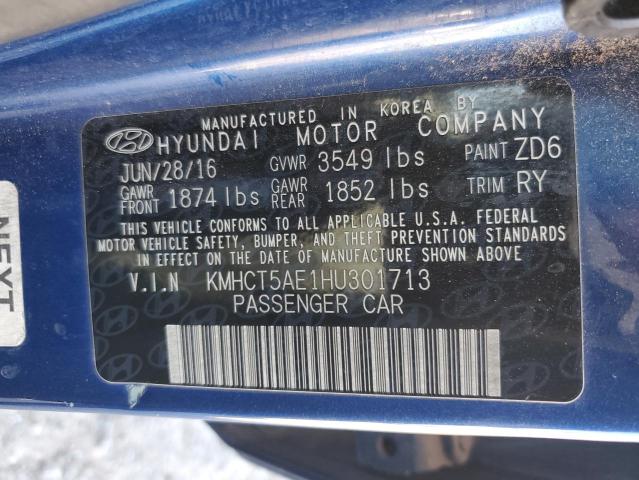 MANUFACTURED IN KOREA BY
HYUNDAI MOTOR COMPANY
JUN/28/16 GVWR 3549 lbs PAINT ZD6
GAWR FRONT 1874 lbs GAWR REAR 1852 lbs TRIM RY
THIS VEHICLE CONFORMS TO ALL APPLICABLE U.S.A. FEDERAL
MOTOR VEHICLE SAFETY, BUMPER, AND THEFT PREVENTION STANDARDS
IN EFFECT ON THE DATE OF MANUFACTURE SHOWN ABOVE
V.I.N KMHCT5AE1HU301713
PASSENGER CAR
NEXT